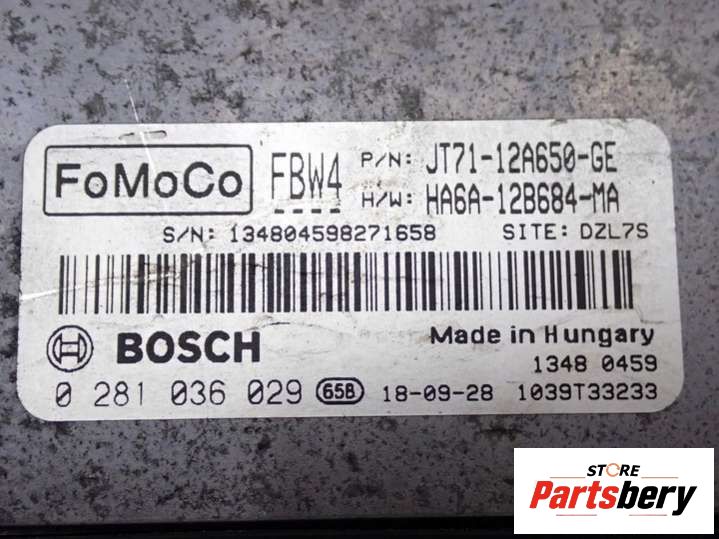 FoMoCo
FBW4
P/N: JT71-12A650-GE
H/W: HA6A-12B684-MA
S/N: 134804598271658 SITE: DZL7S
BOSCH
Made in Hungary
1348 0459
0 281 036 029 65B 18-09-28 1039T33233
STORE
Partsbery